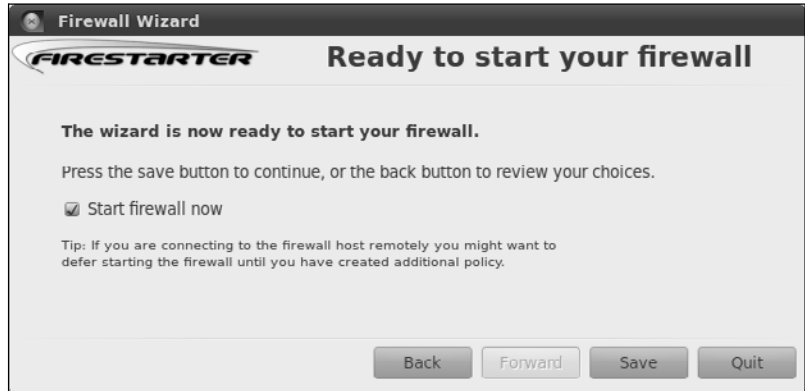 Firewall Wizard
FIRESTARTER
Ready to start your firewall
The wizard is now ready to start your firewall.
Press the save button to continue, or the back button to review your choices.
Start firewall now
Tip: If you are connecting to the firewall host remotely you might want to
defer starting the firewall until you have created additional policy.
Back
Forward
Save
Quit